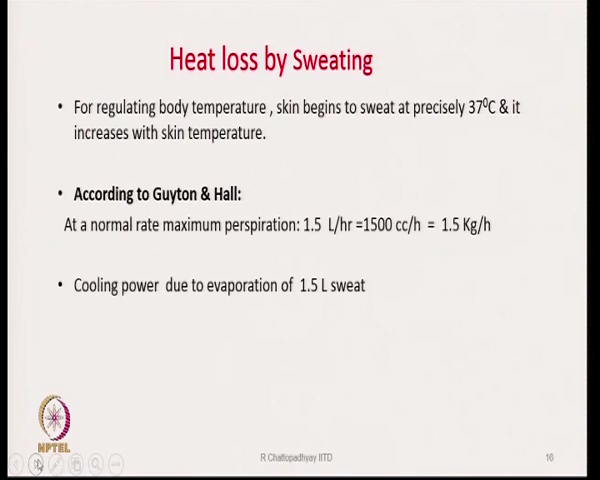 Heat loss by Sweating
• For regulating body temperature , skin begins to sweat at precisely 37⁰C & it
increases with skin temperature.
• According to Guyton & Hall:
At a normal rate maximum perspiration: 1.5 L/hr =1500 cc/h = 1.5 Kg/h
• Cooling power due to evaporation of 1.5 L sweat
NPTEL
R Chattopadhyay IITD
16